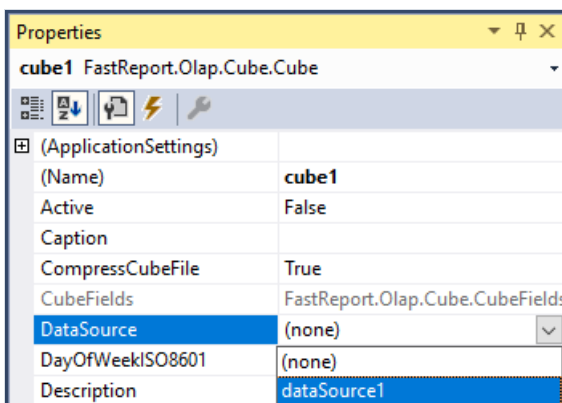 Properties
cube1 FastReport.Olap.Cube.Cube
(ApplicationSettings)
(Name) cube1
Active False
Caption
CompressCubeFile True
CubeFields FastReport.Olap.Cube.CubeFields
DataSource (none)
DayOfWeekISO8601 (none)
Description dataSource1